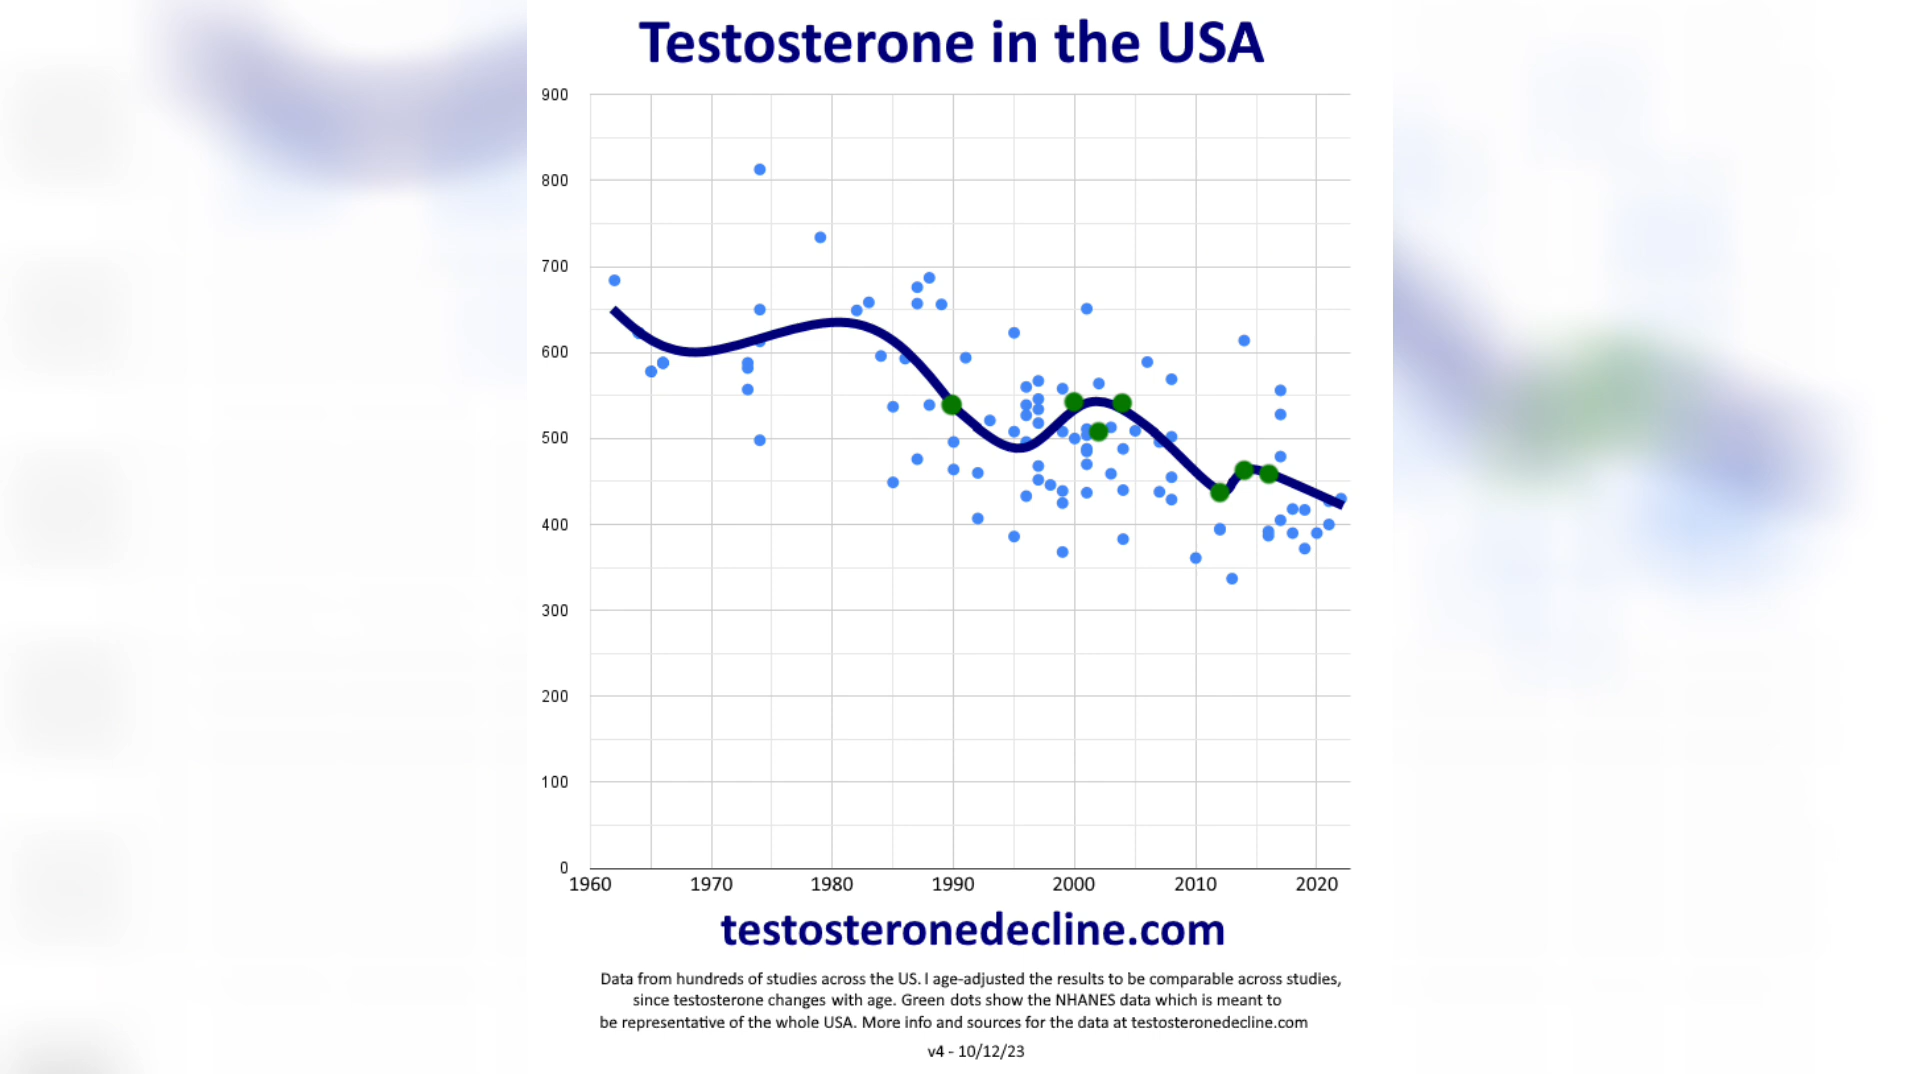 Testosterone in the USA
900
800
700
600
500
400
300
200
100
0
1960 1970 1980 1990 2000 2010 2020
testosteronedecline.com
Data from hundreds of studies across the US. I age-adjusted the results to be comparable across studies,
since testosterone changes with age. Green dots show the NHANES data which is meant to
be representative of the whole USA. More info and sources for the data at testosteronedecline.com
v4 - 10/12/23